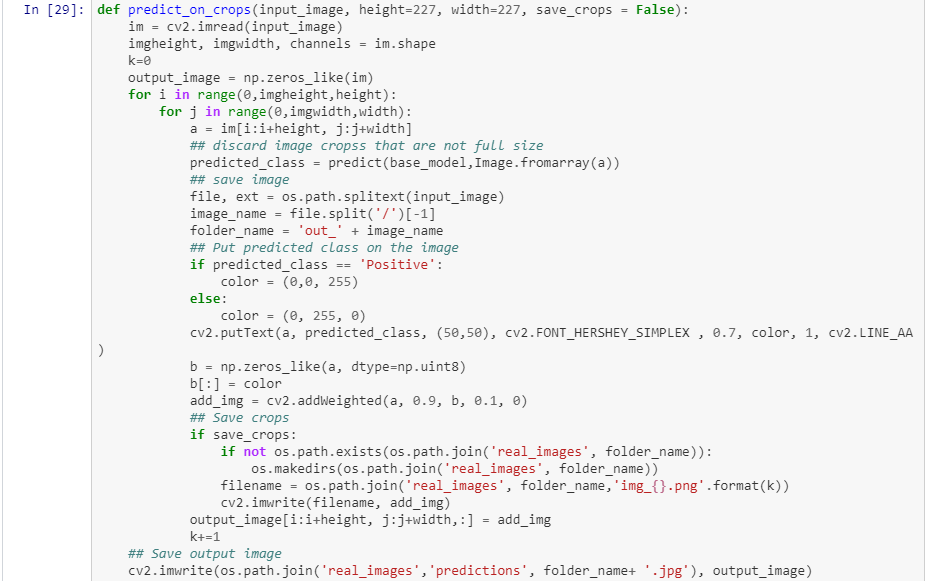 In [29]: def predict_on_crops(input_image, height=227, width=227, save_crops = False):
    im = cv2.imread(input_image)
    imgheight, imgwidth, channels = im.shape
    k=0
    output_image = np.zeros_like(im)
    for i in range(0,imgheight,height):
        for j in range(0,imgwidth,width):
            a = im[i:i+height, j:j+width]
            ## discard image cropss that are not full size
            predicted_class = predict(base_model,Image.fromarray(a))
            ## save image
            file, ext = os.path.splitext(input_image)
            image_name = file.split('/')[-1]
            folder_name = 'out_' + image_name
            ## Put predicted class on the image
            if predicted_class == 'Positive':
                color = (0,0, 255)
            else:
                color = (0, 255, 0)
            cv2.putText(a, predicted_class, (50,50), cv2.FONT_HERSHEY_SIMPLEX , 0.7, color, 1, cv2.LINE_AA
)
            b = np.zeros_like(a, dtype=np.uint8)
            b[:] = color
            add_img = cv2.addWeighted(a, 0.9, b, 0.1, 0)
            ## Save crops
            if save_crops:
                if not os.path.exists(os.path.join('real_images', folder_name)):
                    os.makedirs(os.path.join('real_images', folder_name))
                filename = os.path.join('real_images', folder_name,'img_{}.png'.format(k))
                cv2.imwrite(filename, add_img)
            output_image[i:i+height, j:j+width,:] = add_img
            k+=1
    ## Save output image
    cv2.imwrite(os.path.join('real_images','predictions', folder_name+ '.jpg'), output_image)